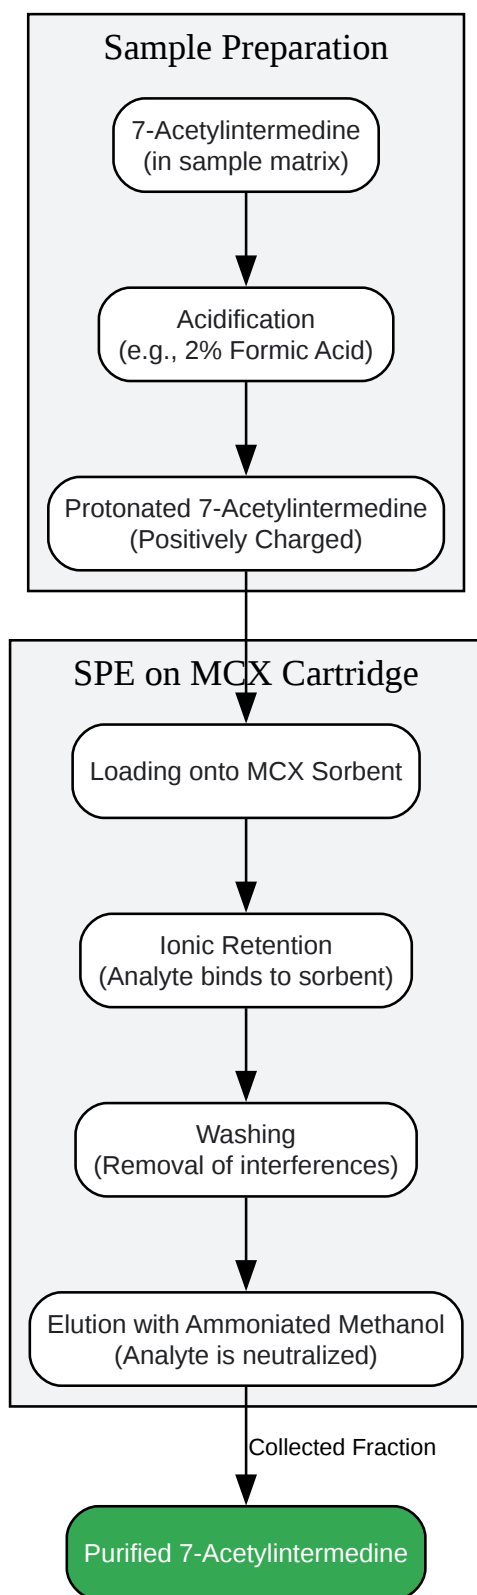 Sample Preparation
7-Acetylintermedine
(in sample matrix)
Acidification
(e.g., 2% Formic Acid)
Protonated 7-Acetylintermedine
(Positively Charged)
SPE on MCX Cartridge
Loading onto MCX Sorbent
Ionic Retention
(Analyte binds to sorbent)
Washing
(Removal of interferences)
Elution with Ammoniated Methanol
(Analyte is neutralized)
Collected Fraction
Purified 7-Acetylintermedine